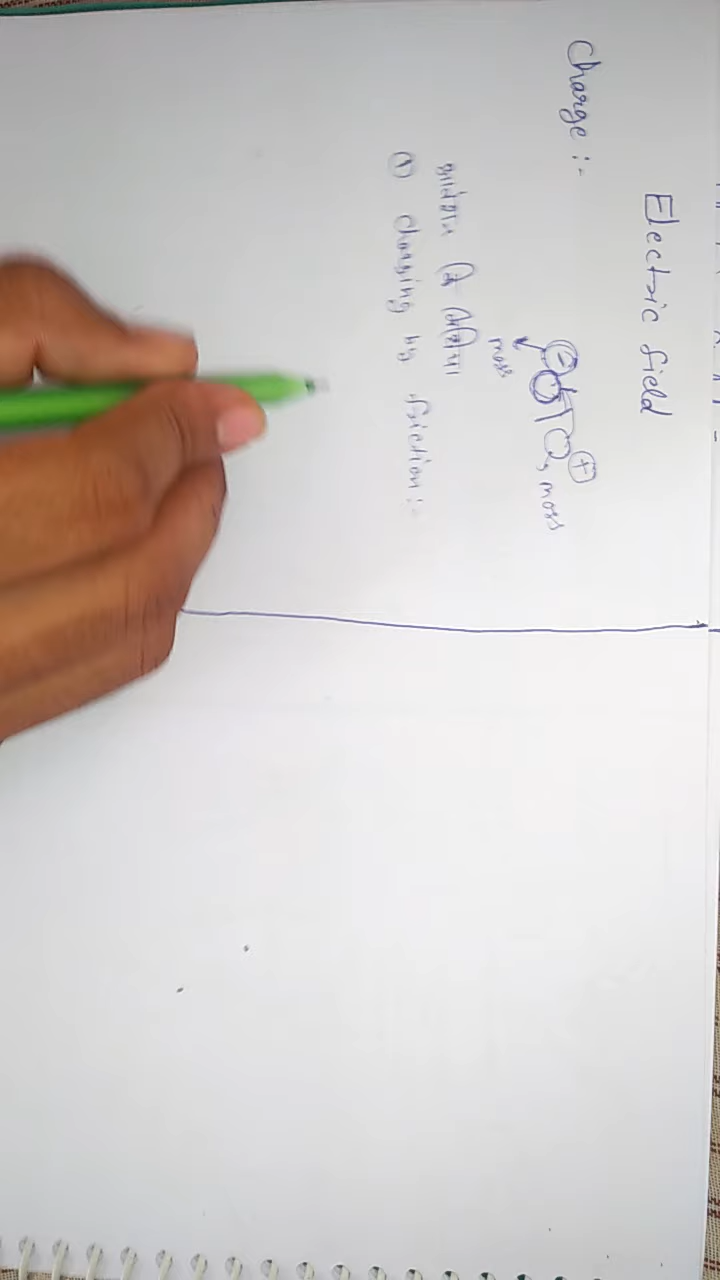 Electric field
Charge :-
+
, mass
mass
① Charging by friction :-